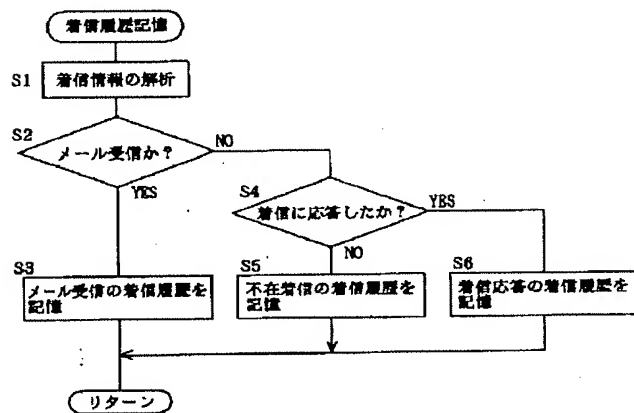 着信履歴記憶
S1
着信情報の解析
S2
メール受信か？
NO
YES
S4
着信に応答したか？
YES
NO
S3
メール受信の着信履歴を
記憶
S5
不在着信の着信履歴を
記憶
S6
着信応答の着信履歴を
記憶
リターン